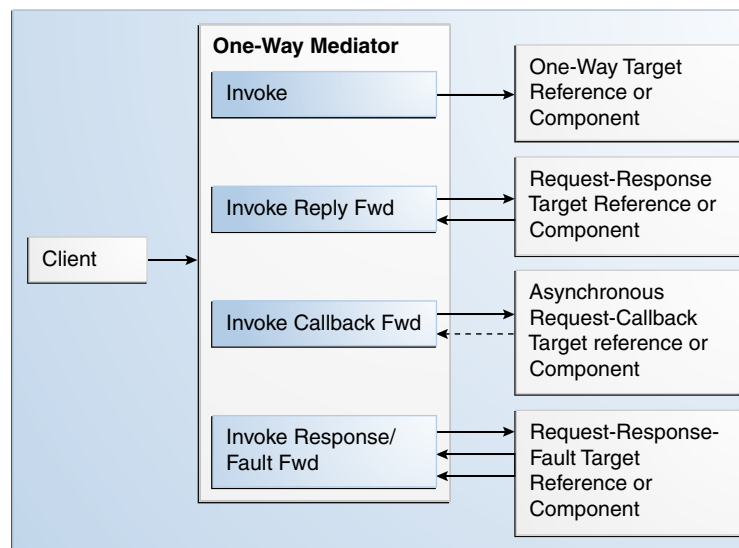 One-Way Mediator
Invoke
One-Way Target
Reference or
Component
Invoke Reply Fwd
Request-Response
Target Reference or
Component
Client
Invoke Callback Fwd
Asynchronous
Request-Callback
Target reference or
Component
Invoke Response/
Fault Fwd
Request-Response-
Fault Target
Reference or
Component